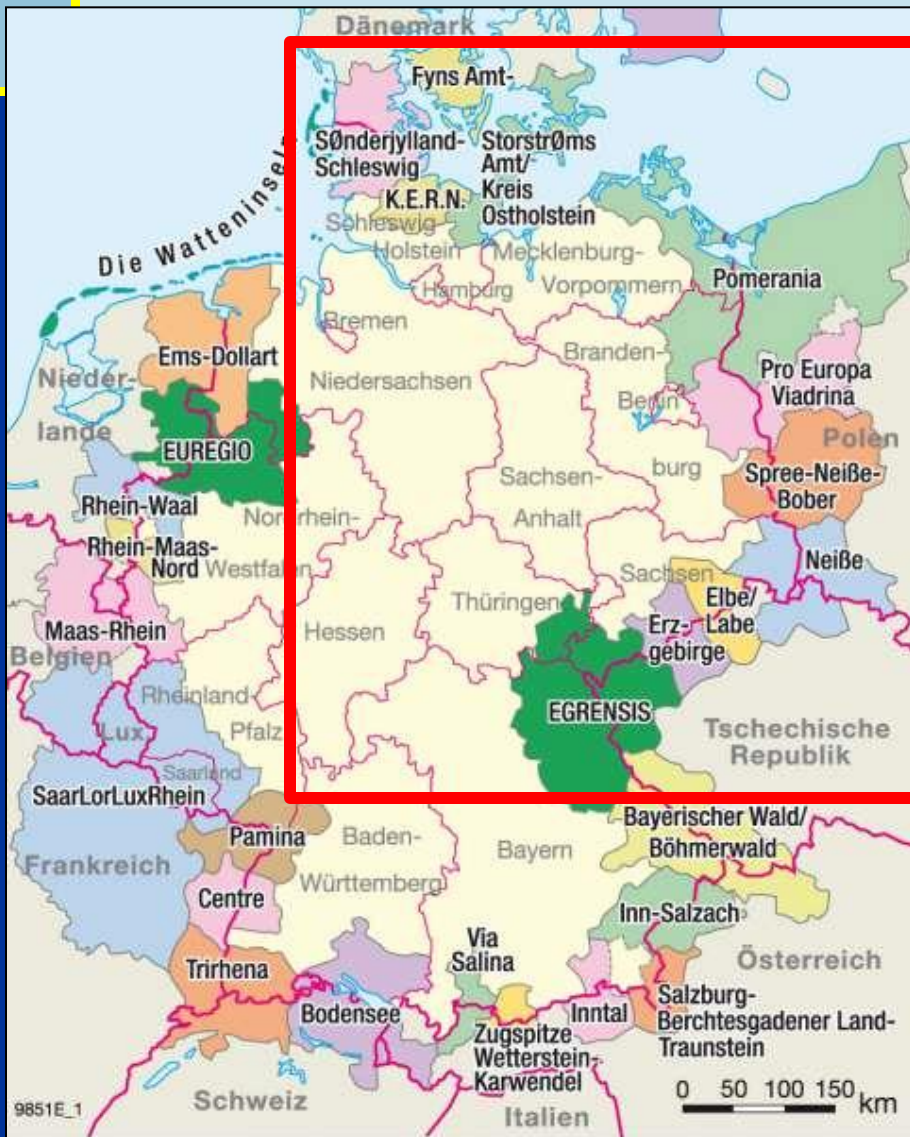 Dänemark
Fyns Amt-
SØnderjylland-
Schleswig
StorstrØms
Amt/
Kreis
Ostholstein
K.E.R.N.
Schleswig
Holstein
Hamburg
Mecklenburg-
Vorpommern
Pomerania
Die Watteninseln
Bremen
Ems-Dollart
Nieder-
lande
Niedersachsen
Branden-
burg
Berlin
Pro Europa
Viadrina
Polen
EUREGIO
Sachsen-
Anhalt
Spree-Neiße-
Bober
Rhein-Waal
Nordrhein-
Westfalen
Rhein-Maas-
Nord
Neiße
Sachsen
Elbe/
Labe
Erz-
gebirge
Thüringen
Hessen
Maas-Rhein
Belgien
Rheinland-
Pfalz
Lux.
EGRENSIS
Tschechische
Republik
Saarland
SaarLorLuxRhein
Pamina
Baden-
Württemberg
Bayern
Bayerischer Wald/
Böhmerwald
Frankreich
Centre
Inn-Salzach
Via
Salina
Österreich
Trirhena
Bodensee
Inntal
Salzburg-
Berchtesgadener Land-
Traunstein
Zugspitze
Wetterstein-
Karwendel
Schweiz
Italien
0 50 100 150 km
9851E_1